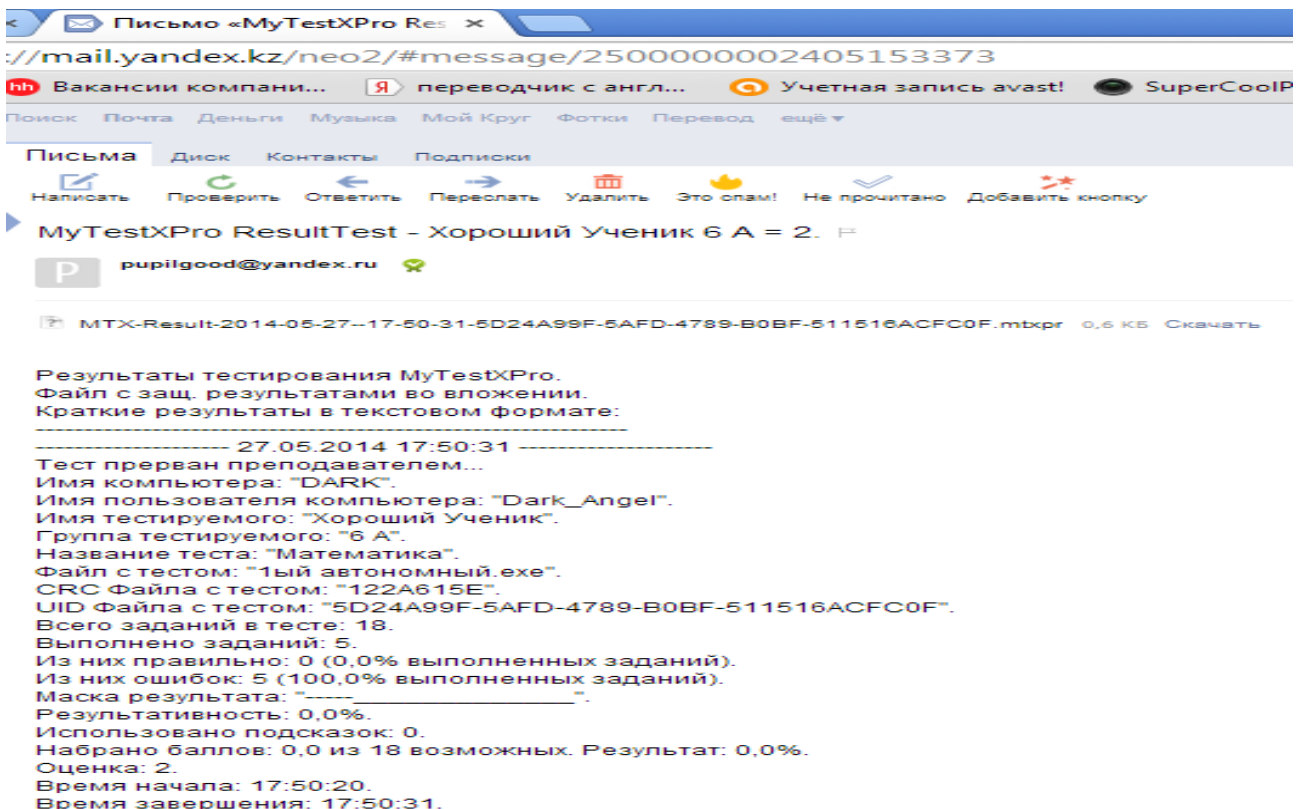 Письмо «MyTestXPro Res ×
://mail.yandex.kz/neo2/#message/2500000002405153373
hh Вакансии компани... Я переводчик с англ... Учетная запись avast! SuperCoolP
Поиск Почта Деньги Музыка Мой Круг Фотки Перевод ещё ▾
Письма Диск Контакты Подписки
Написать Проверить Ответить Переслать Удалить Это спам! Не прочитано Добавить кнопку
MyTestXPro ResultTest - Хороший Ученик 6 А = 2.
P pupilgood@yandex.ru
MTX-Result-2014-05-27--17-50-31-5D24A99F-5AFD-4789-B0BF-511516ACFC0F.mtxpr 0,6 КБ Скачать
Результаты тестирования MyTestXPro.
Файл с защ. результатами во вложении.
Краткие результаты в текстовом формате:
-------------------------------------------------------------
-------------------- 27.05.2014 17:50:31 --------------------
Тест прерван преподавателем...
Имя компьютера: "DARK".
Имя пользователя компьютера: "Dark_Angel".
Имя тестируемого: "Хороший Ученик".
Группа тестируемого: "6 А".
Название теста: "Математика".
Файл с тестом: "1ый автономный.exe".
CRC Файла с тестом: "122A615E".
UID Файла с тестом: "5D24A99F-5AFD-4789-B0BF-511516ACFC0F".
Всего заданий в тесте: 18.
Выполнено заданий: 5.
Из них правильно: 0 (0,0% выполненных заданий).
Из них ошибок: 5 (100,0% выполненных заданий).
Маска результата: "-----_____________".
Результативность: 0,0%.
Использовано подсказок: 0.
Набрано баллов: 0,0 из 18 возможных. Результат: 0,0%.
Оценка: 2.
Время начала: 17:50:20.
Время завершения: 17:50:31.